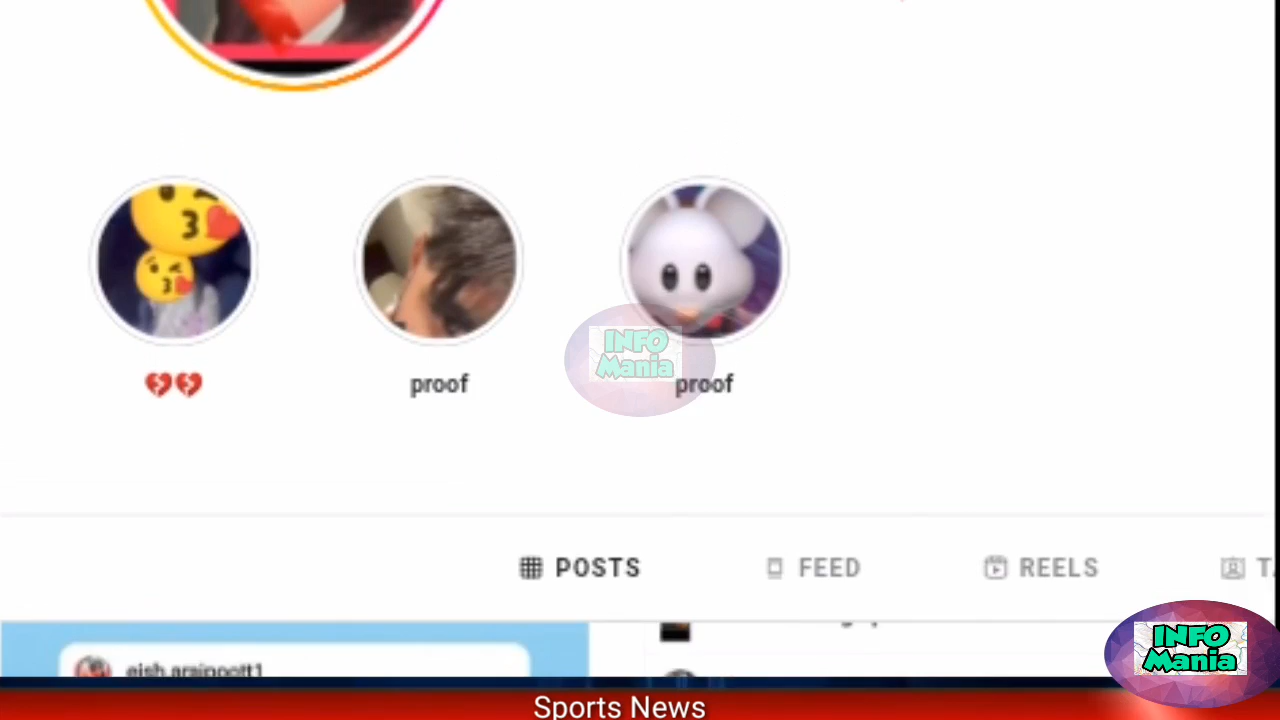 💔💔
proof
proof
INFO
Mania
POSTS
FEED
REELS
INFO
Mania
Sports News